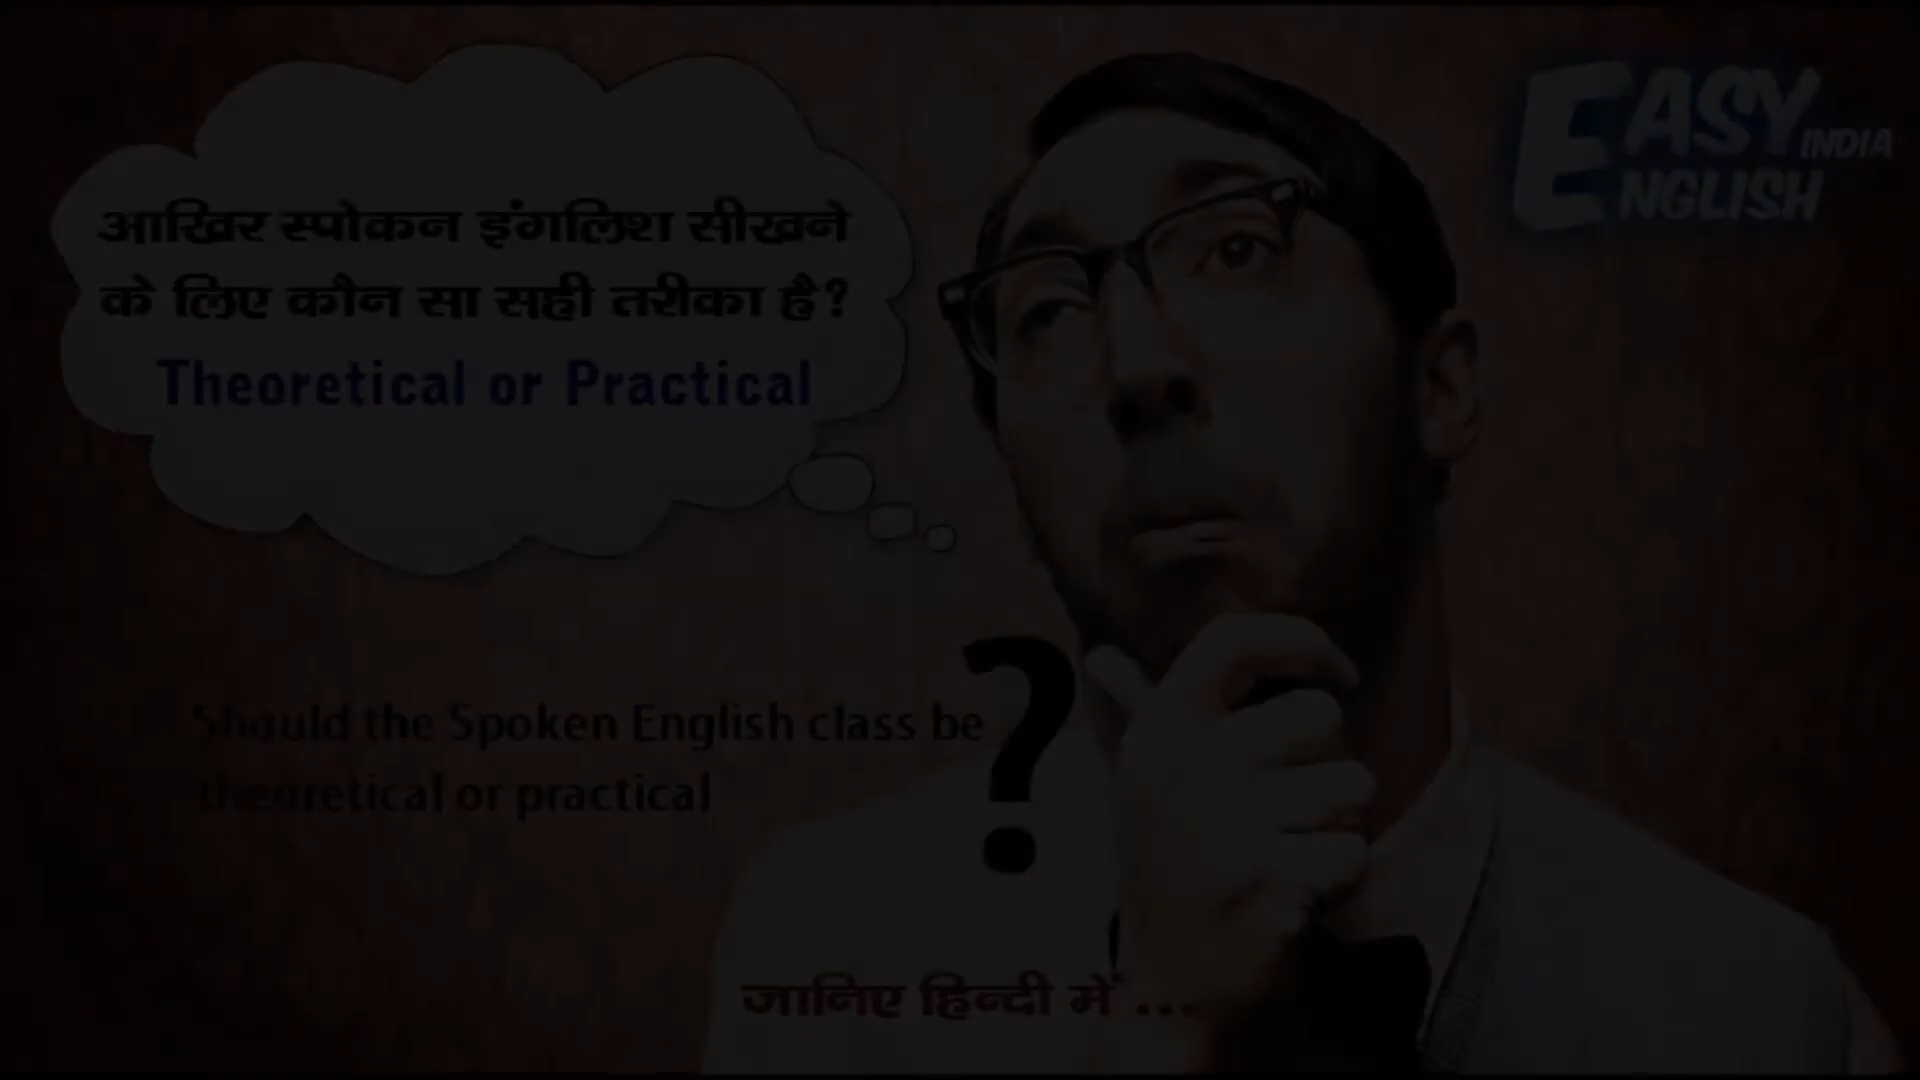 आखिर स्पोकन इंगलिश सीखने
के लिए कौन सा सही तरीका है?
Theoretical or Practical
EASY INDIA
ENGLISH
Should the Spoken English class be
theoretical or practical
?
जानिए हिन्दी में ...